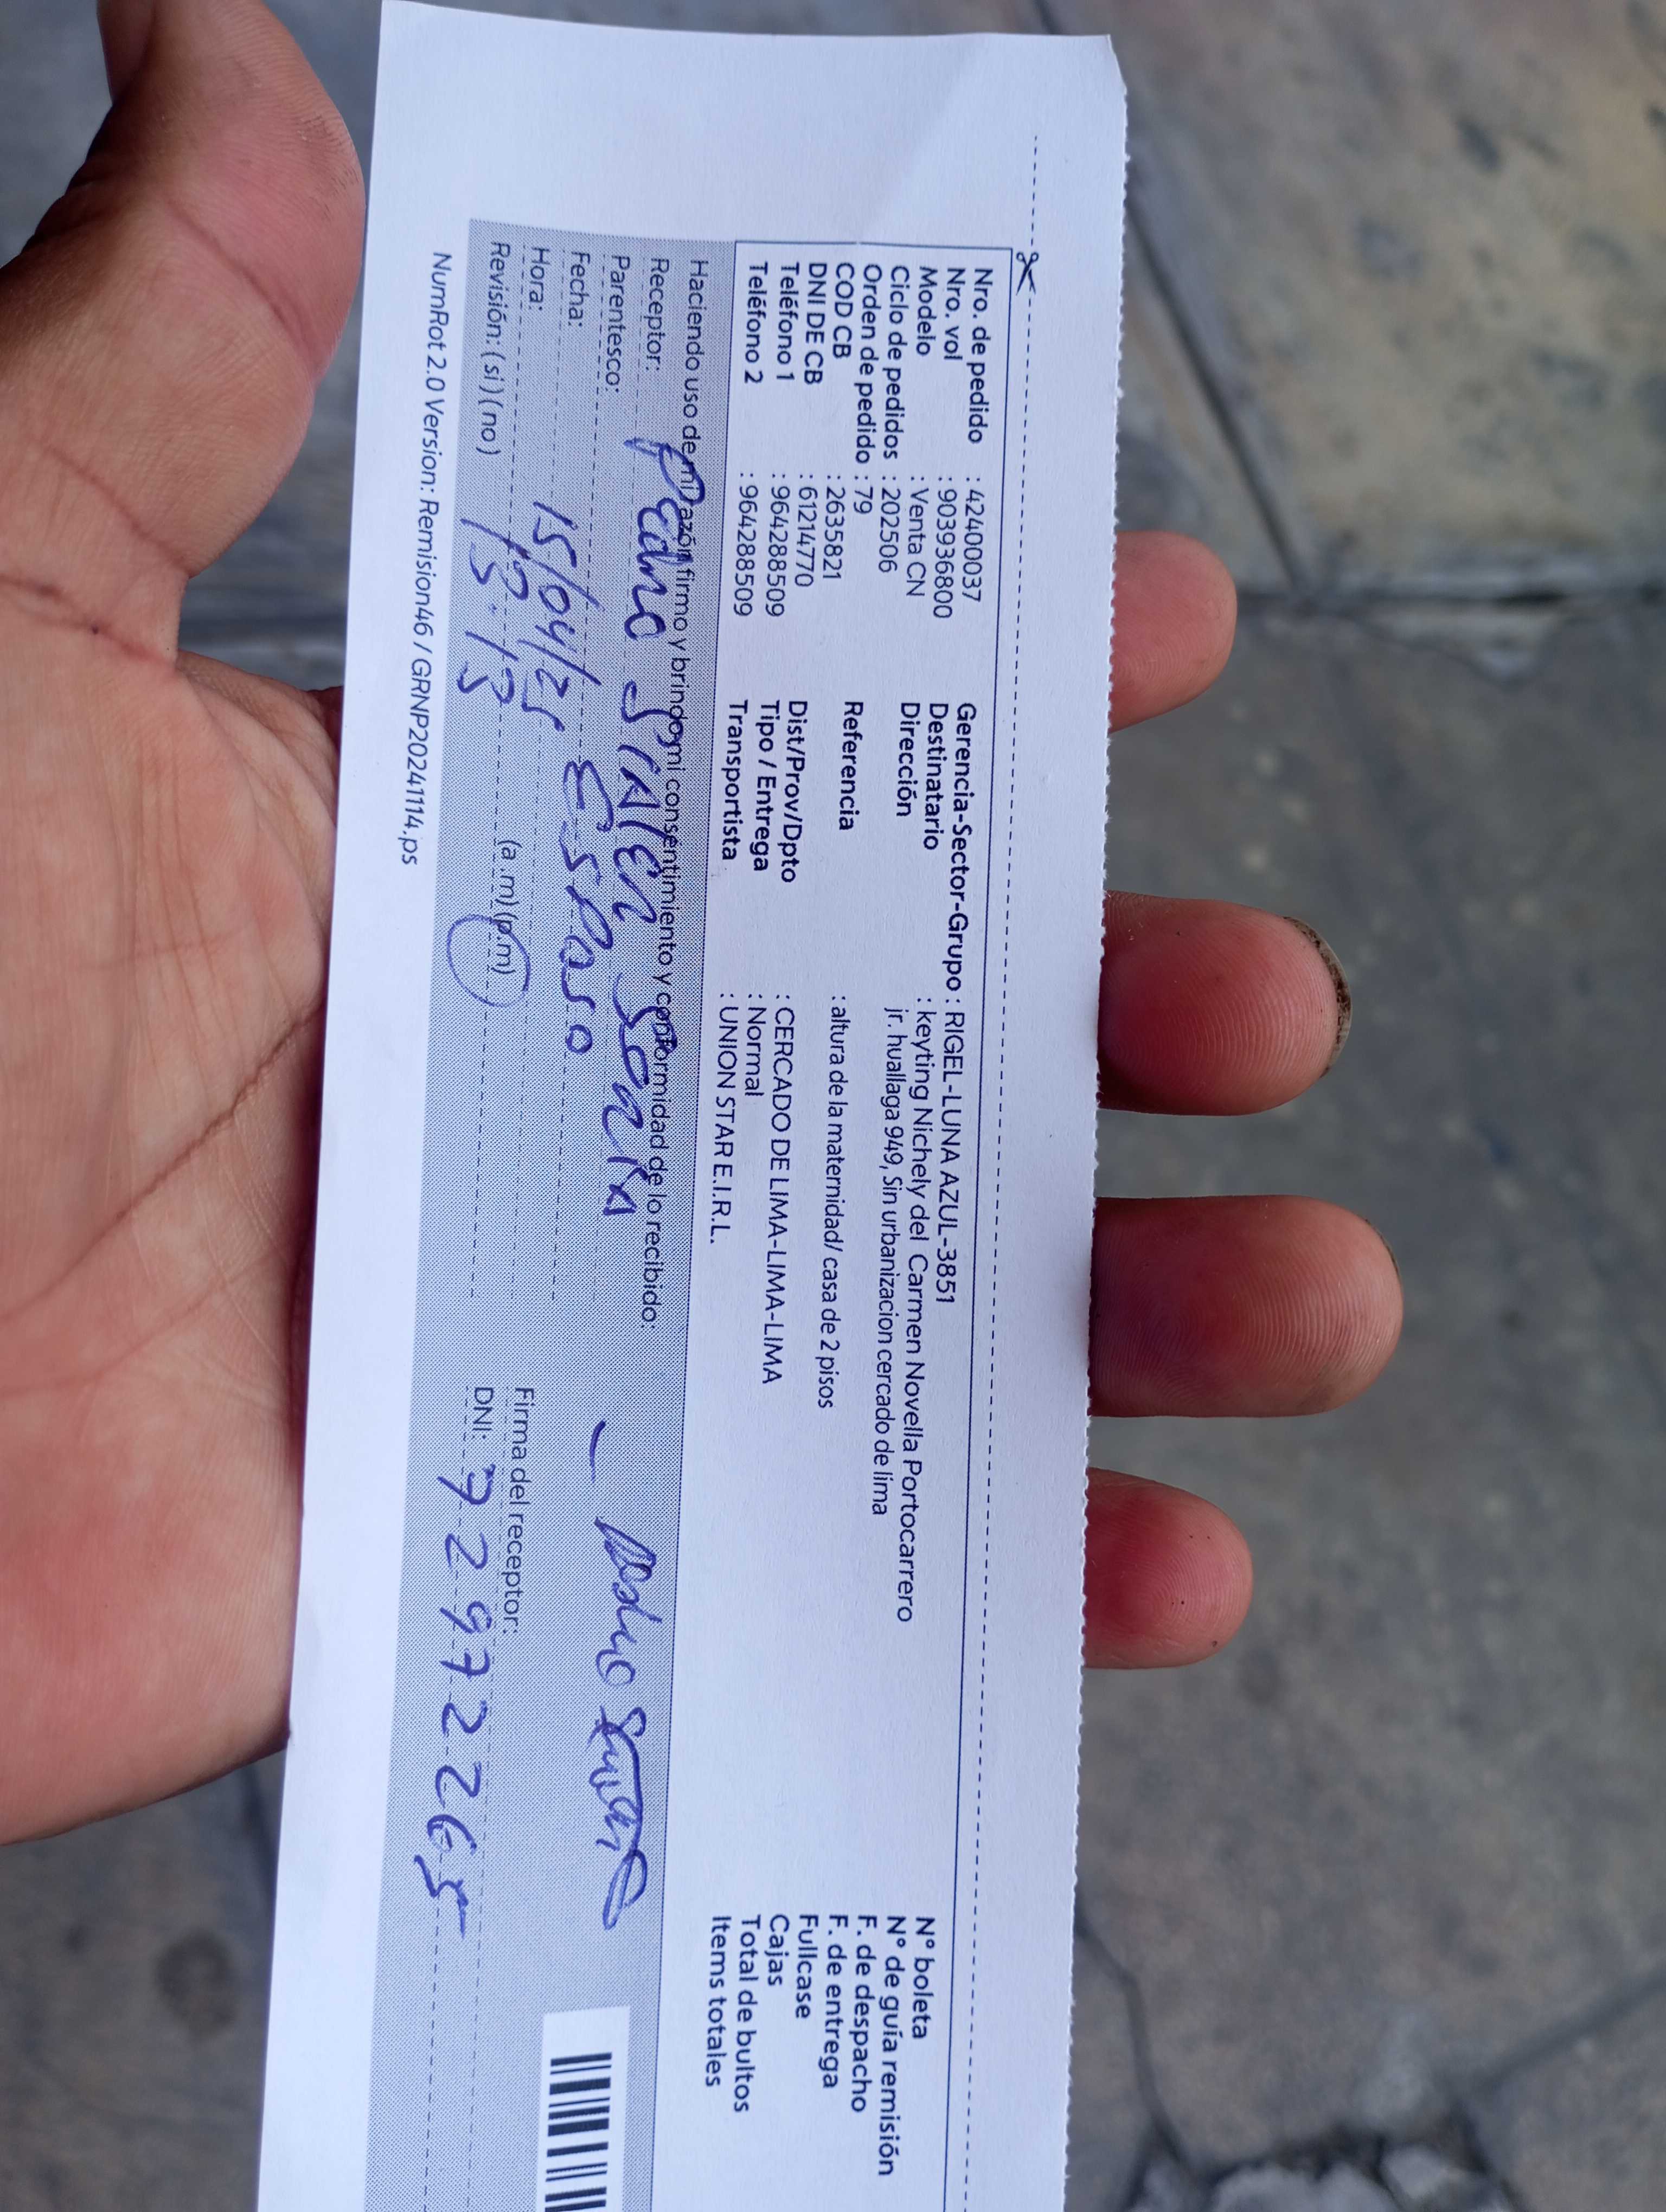 Nro. de pedido : 42400037
Nro. vol : 903936800
Modelo : Venta CN
Ciclo de pedidos : 202506
Orden de pedido : 79
COD CB : 2635821
DNI DE CB : 61214770
Teléfono 1 : 964288509
Teléfono 2 : 964288509
Gerencia-Sector-Grupo : RIGEL-LUNA AZUL-3851
Destinatario : keyting Nichely del Carmen Novella Portocarrero
Dirección jr. huallaga 949, Sin urbanizacion cercado de lima
Referencia : altura de la maternidad/ casa de 2 pisos
Dist/Prov/Dpto : CERCADO DE LIMA-LIMA-LIMA
Tipo / Entrega : Normal
Transportista : UNION STAR E.I.R.L.
N° boleta
N° de guía remisión
F. de despacho
F. de entrega
Fullcase
Cajas
Total de bultos
Items totales
Haciendo uso de mi razón firmo y brindo mi consentimiento y conformidad de lo recibido:
Receptor: Pedro
Parentesco: Esposo
Fecha: 15/04/25
Hora: 13:13 (a.m) (p.m)
Revisión: ( si ) ( no )
Firma del receptor:
DNI: 72972265
NumRot 2.0 Version: Remision46 / GRNP20241114.ps